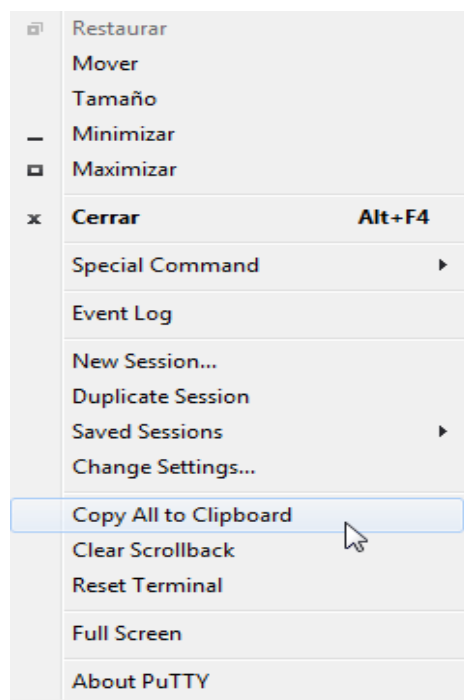 Restaurar
Mover
Tamaño
Minimizar
Maximizar
Cerrar Alt+F4
Special Command
Event Log
New Session...
Duplicate Session
Saved Sessions
Change Settings...
Copy All to Clipboard
Clear Scrollback
Reset Terminal
Full Screen
About PuTTY